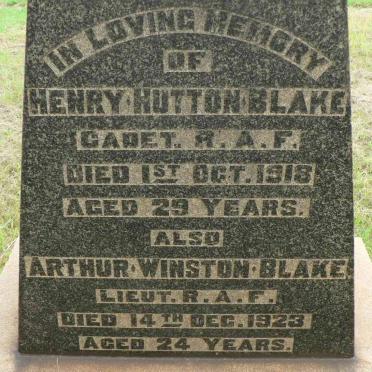 IN LOVING MEMORY
OF
HENRY·HUTTON·BLAKE
CADET. R.A.F.
DIED 1ST OCT. 1918
AGED 29 YEARS.
ALSO
ARTHUR·WINSTON·BLAKE
LIEUT. R.A.F.
DIED 14TH DEC. 1923
AGED 24 YEARS.